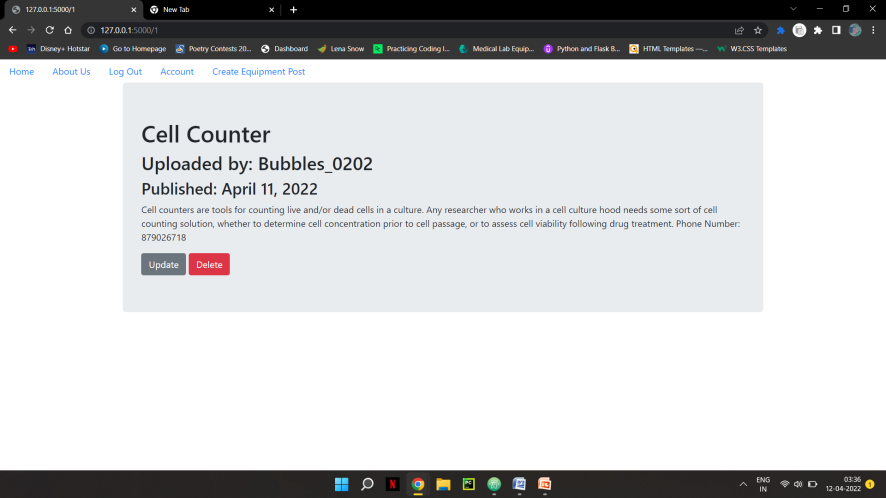 127.0.0.1:5000/1
New Tab
127.0.0.1:5000/1
Disney+ Hotstar
Go to Homepage
Poetry Contests 20...
Dashboard
Lena Snow
Practicing Coding I...
Medical Lab Equip...
Python and Flask B...
HTML Templates —...
W3.CSS Templates
Home
About Us
Log Out
Account
Create Equipment Post
Cell Counter
Uploaded by: Bubbles_0202
Published: April 11, 2022
Cell counters are tools for counting live and/or dead cells in a culture. Any researcher who works in a cell culture hood needs some sort of cell
counting solution, whether to determine cell concentration prior to cell passage, or to assess cell viability following drug treatment. Phone Number:
879026718
Update
Delete
ENG
IN
03:36
12-04-2022
1